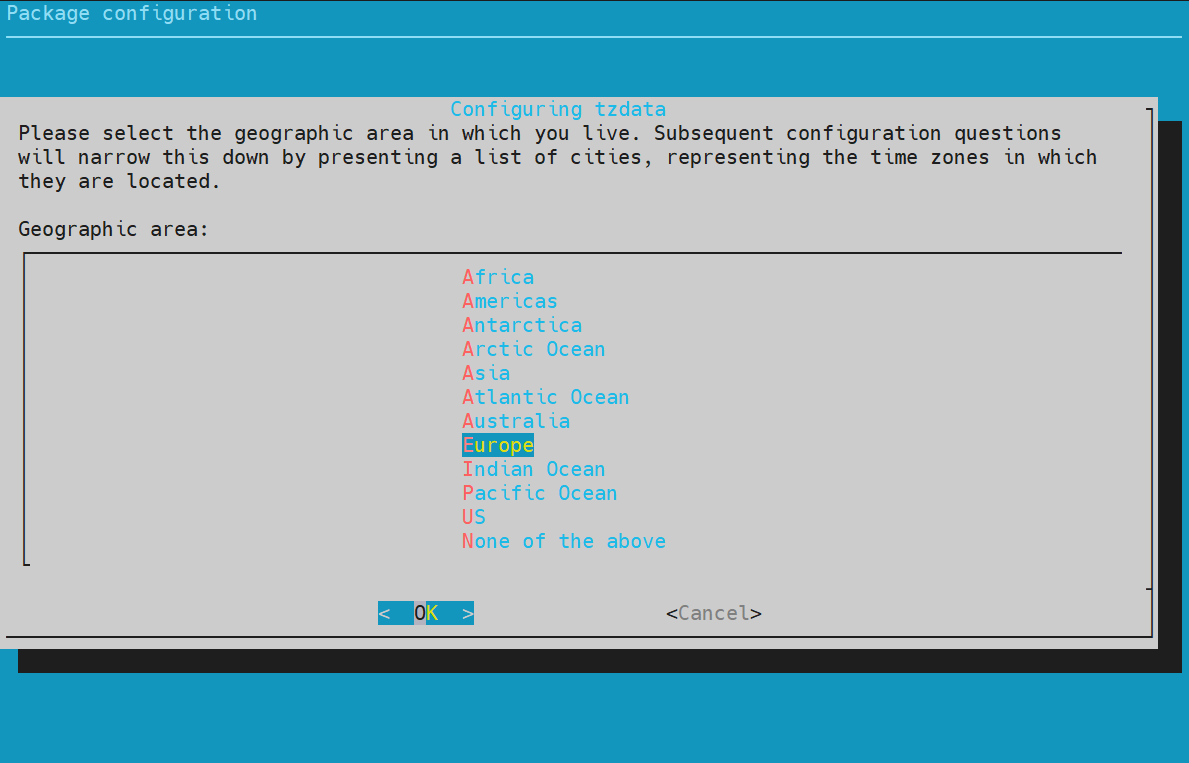 Package configuration
Configuring tzdata
Please select the geographic area in which you live. Subsequent configuration questions
will narrow this down by presenting a list of cities, representing the time zones in which
they are located.
Geographic area:
Africa
Americas
Antarctica
Arctic Ocean
Asia
Atlantic Ocean
Australia
Europe
Indian Ocean
Pacific Ocean
US
None of the above
<  OK  > <Cancel>